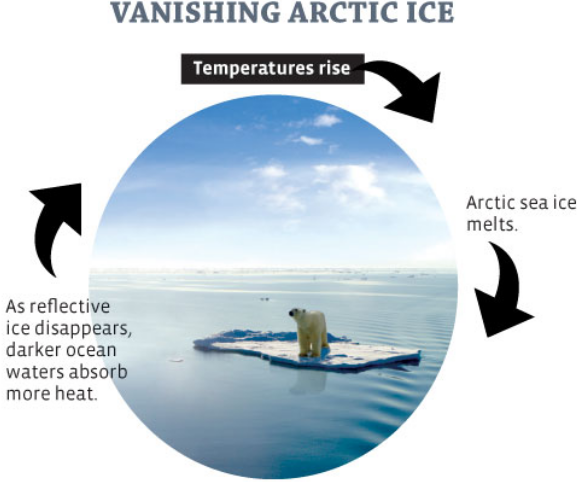 VANISHING ARCTIC ICE
Temperatures rise
Arctic sea ice
melts.
As reflective
ice disappears,
darker ocean
waters absorb
more heat.